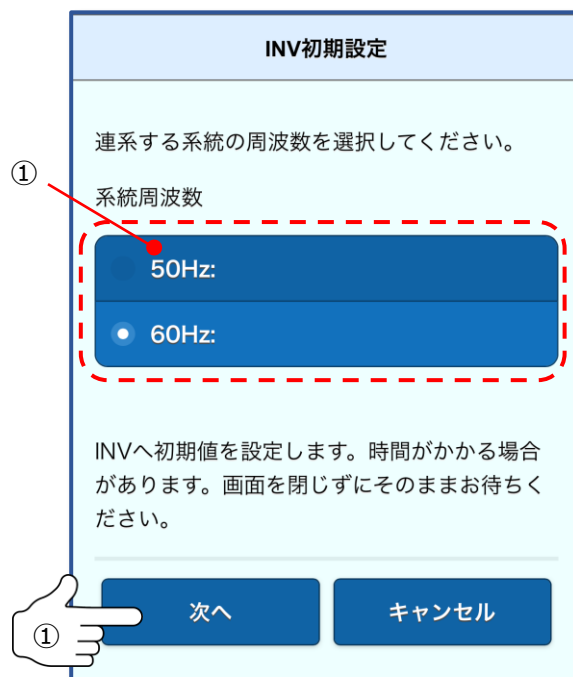 INV初期設定
連系する系統の周波数を選択してください。
①
系統周波数
50Hz:
60Hz:
INVへ初期値を設定します。時間がかかる場合
があります。画面を閉じずにそのままお待ちく
ださい。
次へ
キャンセル
①